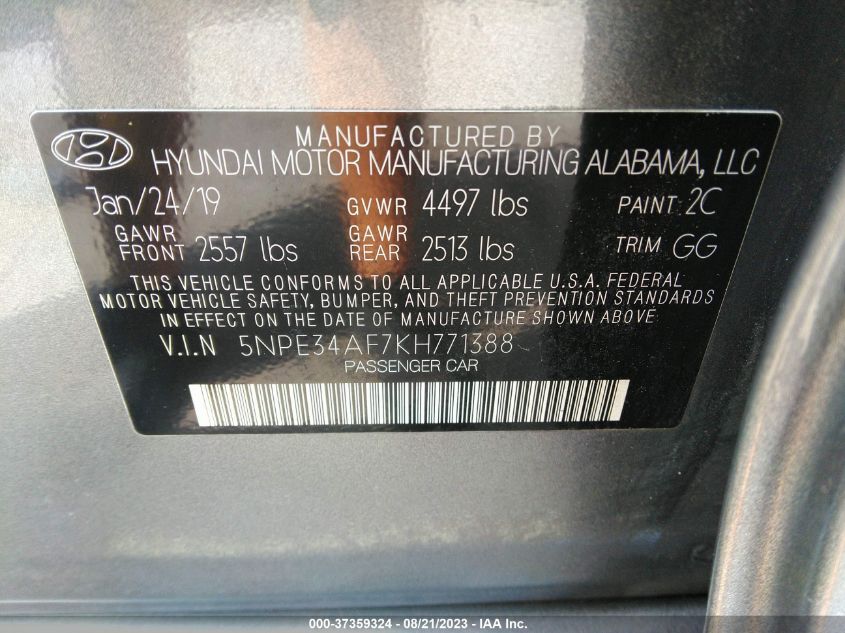 MANUFACTURED BY
HYUNDAI MOTOR MANUFACTURING ALABAMA, LLC
Jan/24/19 GVWR 4497 lbs PAINT 2C
GAWR FRONT 2557 lbs GAWR REAR 2513 lbs TRIM GG
THIS VEHICLE CONFORMS TO ALL APPLICABLE U.S.A. FEDERAL
MOTOR VEHICLE SAFETY, BUMPER, AND THEFT PREVENTION STANDARDS
IN EFFECT ON THE DATE OF MANUFACTURE SHOWN ABOVE.
V.I.N 5NPE34AF7KH771388
PASSENGER CAR
000-37359324 - 08/21/2023 - IAA Inc.